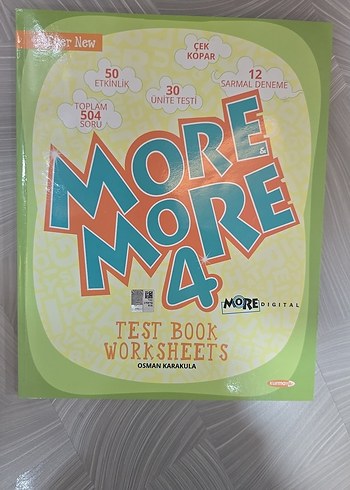 New
ÇEK
KOPAR
50
ETKİNLİK
30
ÜNİTE TESTİ
12
SARMAL DENEME
TOPLAM
504
SORU
MORE
MORE
4
MORE DIGITAL
TEST BOOK
WORKSHEETS
OSMAN KARAKULA